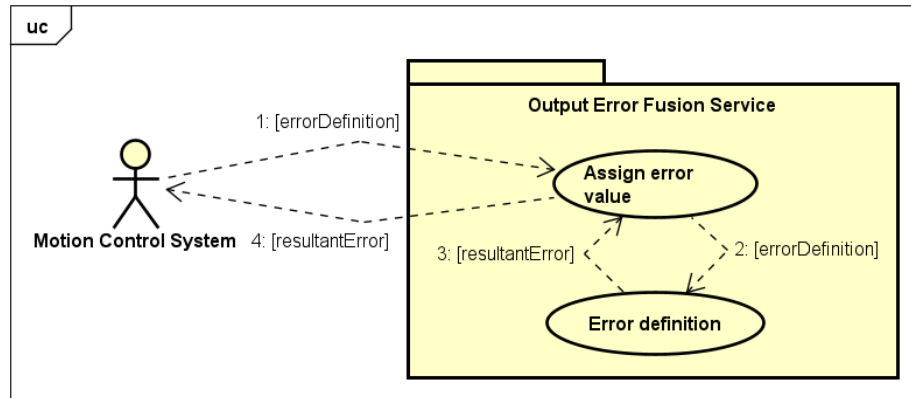 uc
Output Error Fusion Service
1: [errorDefinition]
Assign error
value
Motion Control System
4: [resultantError]
3: [resultantError]
2: [errorDefinition]
Error definition